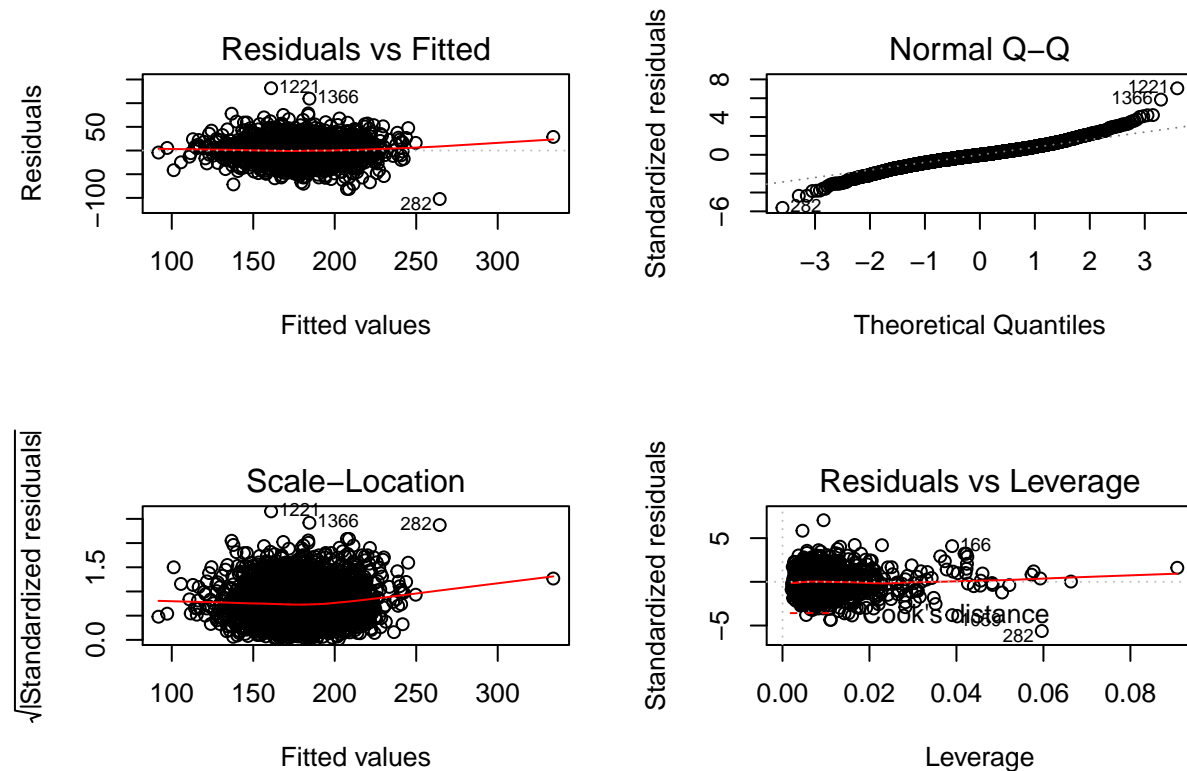 Residuals vs Fitted
Residuals
50
−100
1221
1366
282
100 150 200 250 300
Fitted values
Normal Q−Q
Standardized residuals
8
4
0
−6
1221
1366
282
−3 −2 −1 0 1 2 3
Theoretical Quantiles
Scale−Location
√|Standardized residuals|
1.5
0.0
1221
1366
282
100 150 200 250 300
Fitted values
Residuals vs Leverage
Standardized residuals
5
−5
166
Cook's distance
1059
282
0.00 0.02 0.04 0.06 0.08
Leverage